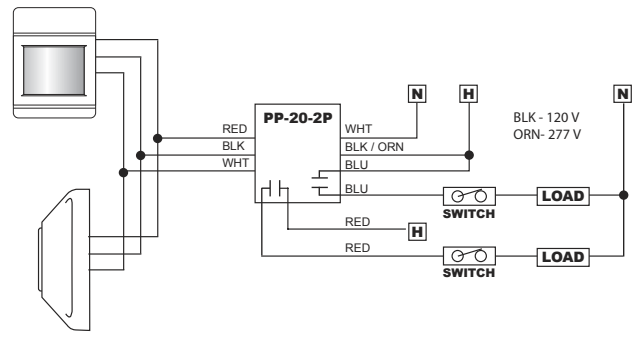 N H N
PP-20-2P
BLK - 120 V
ORN- 277 V
RED WHT
BLK BLK / ORN
WHT BLU
BLU
SWITCH LOAD
RED H
RED
SWITCH LOAD